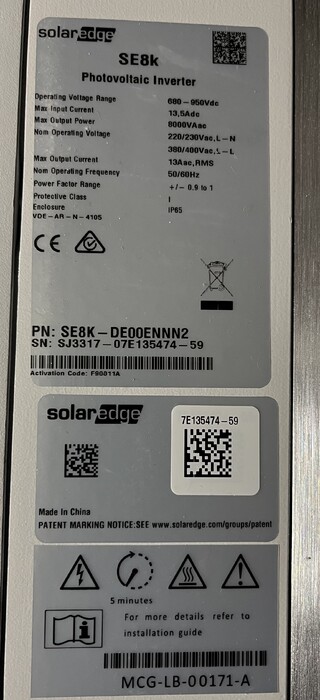 solaredge
SE8k
Photovoltaic Inverter
Operating Voltage Range 680-950Vdc
Max Input Current 13,5Adc
Max Output Power 8000VAac
Nom Operating Voltage 220/230Vac,L-N
380/400Vac,L-L
Max Output Current 13Aac,RMS
Nom Operating Frequency 50/60Hz
Power Factor Range +/- 0.9 to 1
Protective Class I
Enclosure IP65
VDE-AR-N-4105
CE
PN: SE8K-DE00ENNN2
SN: SJ3317-07E135474-59
Activation Code:
solaredge
7E135474-59
Made In China
PATENT MARKING NOTICE:SEE www.solaredge.com/groups/patent
5 minutes
For more details refer to
installation guide
MCG-LB-00171-A